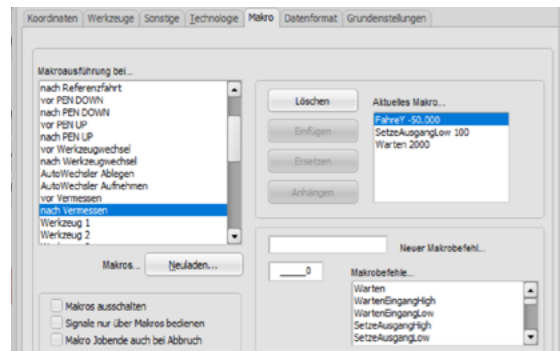 Koordinaten Werkzeuge Sonstige Technologie Makro Datenformat Grundeinstellungen
Makroausführung bei...
nach Referenzfahrt
vor PEN DOWN
nach PEN DOWN
vor PEN UP
nach PEN UP
vor Werkzeugwechsel
nach Werkzeugwechsel
AutoWechsler Ablegen
AutoWechsler Aufnehmen
vor Vermessen
nach Vermessen
Werkzeug 1
Werkzeug 2
Makros...
Neuladen...
Makros ausschalten
Signale nur über Makros bedienen
Makro Jobende auch bei Abbruch
Löschen
Einfügen
Ersetzen
Anhängen
Aktuelles Makro...
FahreY -50.000
SetzeAusgangLow 100
Warten 2000
Neuer Makrobefehl...
____0
Makrobefehle...
Warten
WartenEingangHigh
WartenEingangLow
SetzeAusgangHigh
SetzeAusgangLow